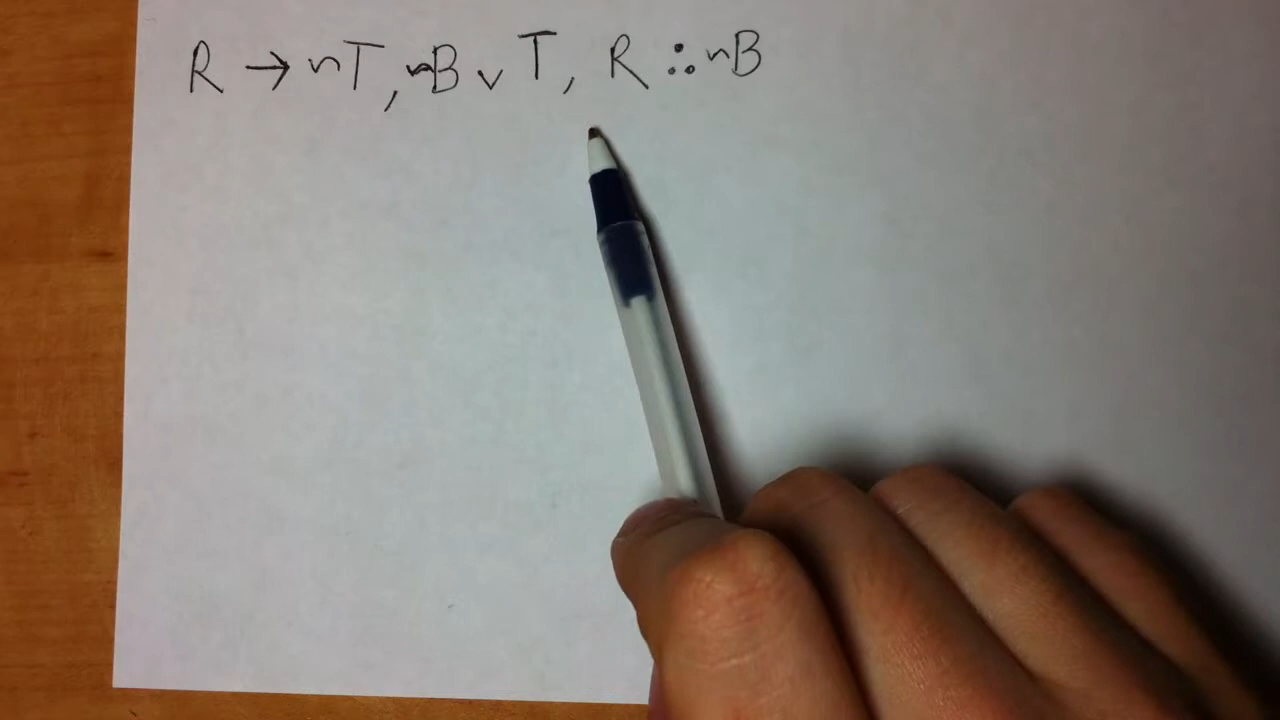 R → ~T, ~B ∨ T, R ∴ ~B